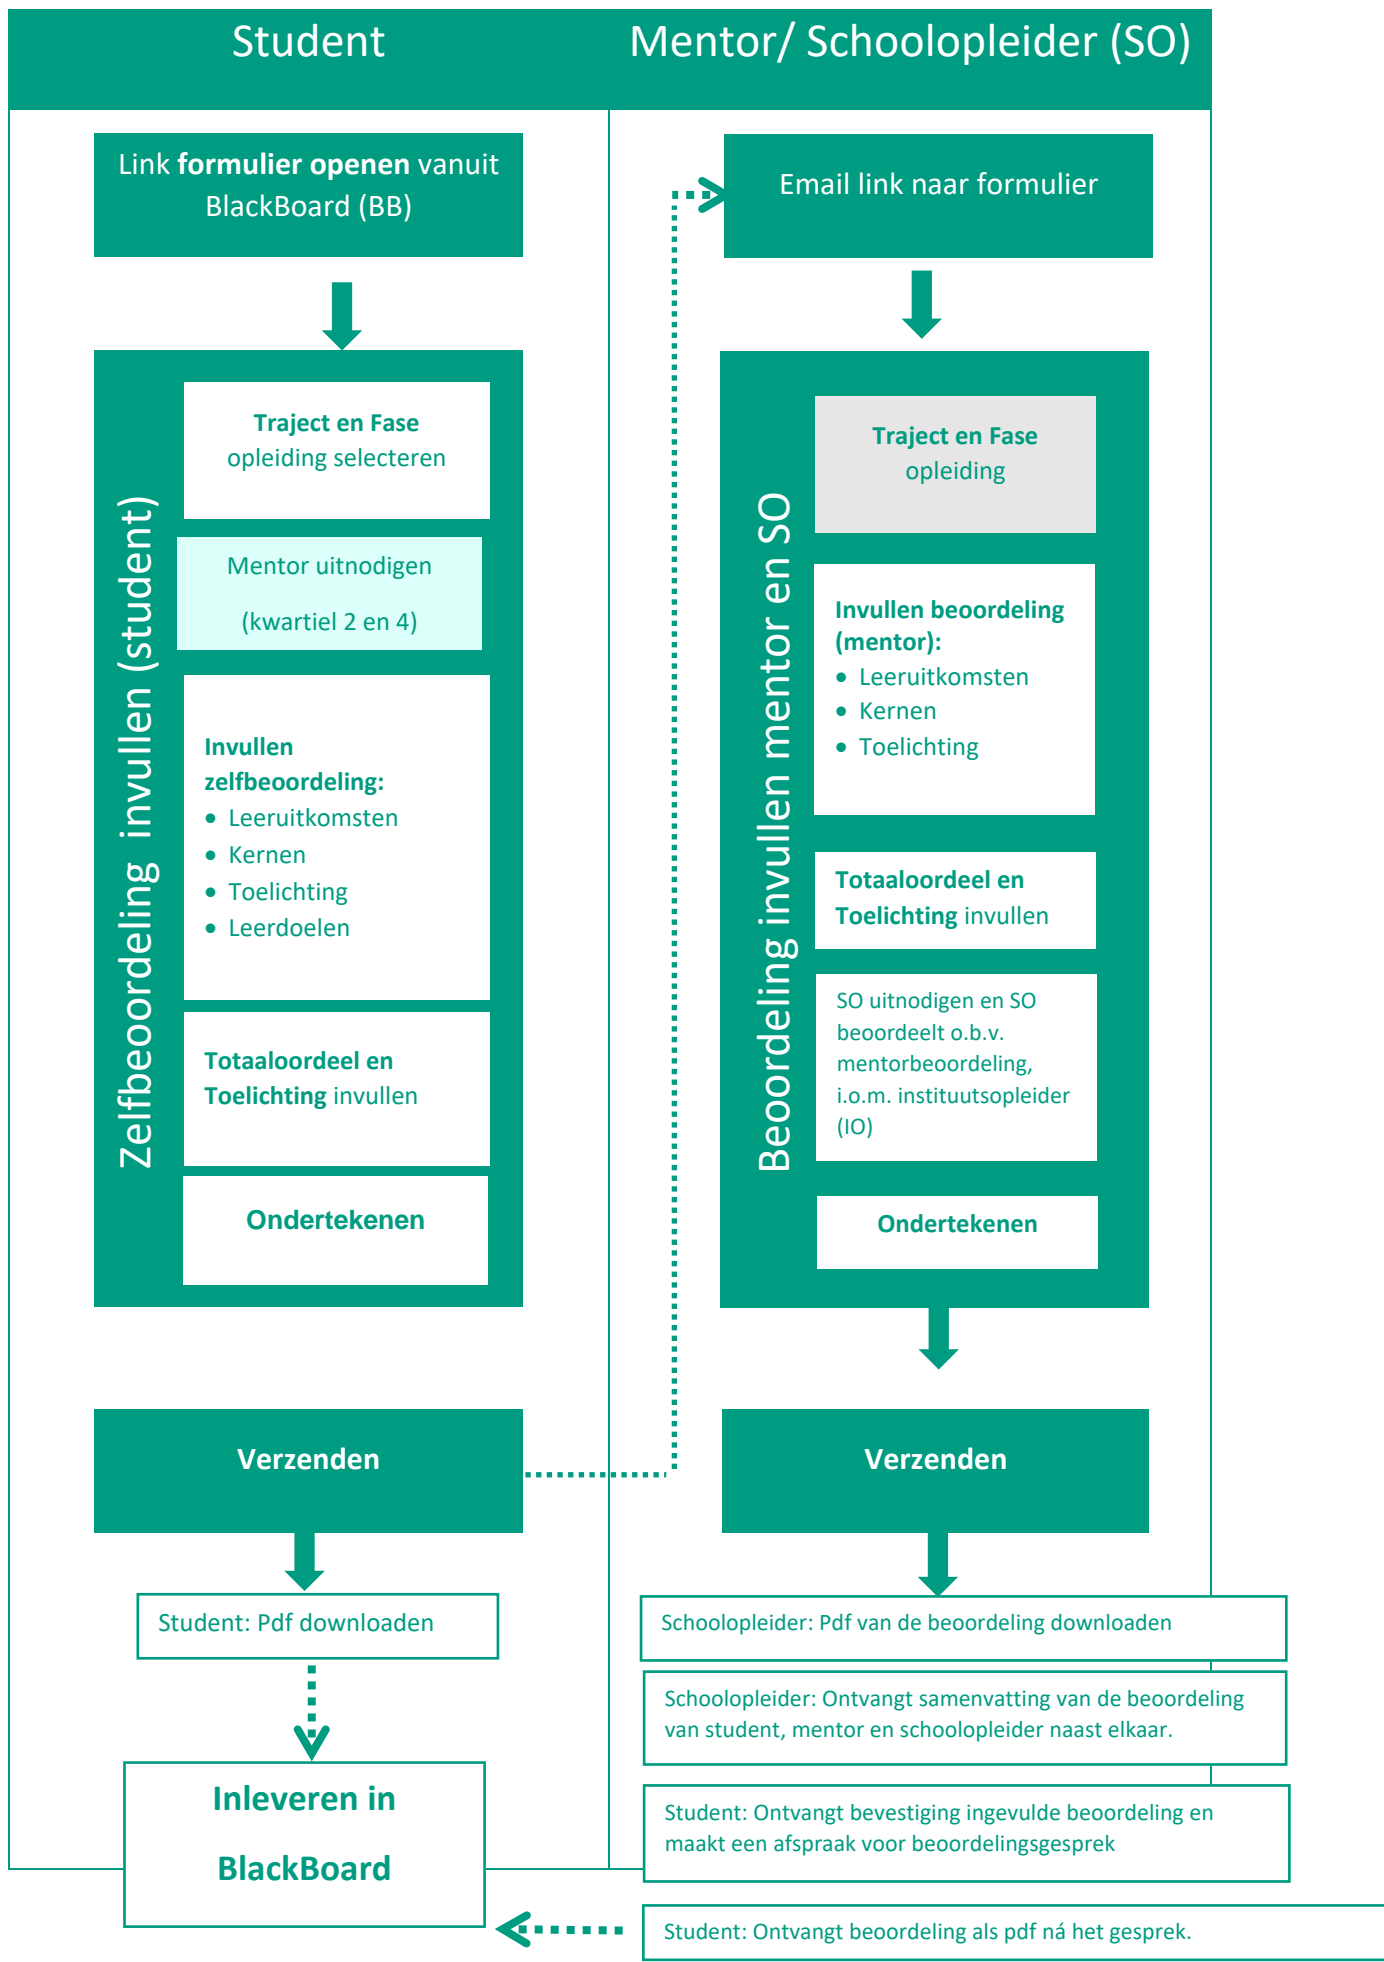 Student
Mentor/ Schoolopleider (SO)
Link formulier openen vanuit
BlackBoard (BB)
Zelfbeoordeling invullen (student)
Traject en Fase
opleiding selecteren
Mentor uitnodigen
(kwartiel 2 en 4)
Invullen
zelfbeoordeling:
• Leeruitkomsten
• Kernen
• Toelichting
• Leerdoelen
Totaaloordeel en
Toelichting invullen
Ondertekenen
Verzenden
Student: Pdf downloaden
Inleveren in
BlackBoard
Email link naar formulier
Beoordeling invullen mentor en SO
Traject en Fase
opleiding
Invullen beoordeling
(mentor):
• Leeruitkomsten
• Kernen
• Toelichting
Totaaloordeel en
Toelichting invullen
SO uitnodigen en SO
beoordeelt o.b.v.
mentorbeoordeling,
i.o.m. instituutsopleider
(IO)
Ondertekenen
Verzenden
Schoolopleider: Pdf van de beoordeling downloaden
Schoolopleider: Ontvangt samenvatting van de beoordeling
van student, mentor en schoolopleider naast elkaar.
Student: Ontvangt bevestiging ingevulde beoordeling en
maakt een afspraak voor beoordelingsgesprek
Student: Ontvangt beoordeling als pdf ná het gesprek.